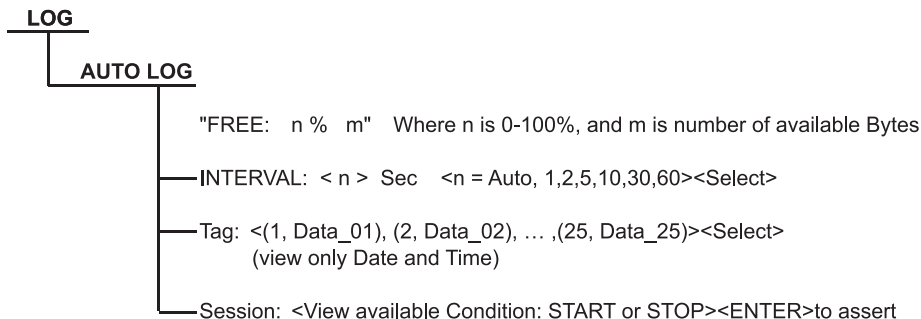 LOG
AUTO LOG
"FREE: n % m" Where n is 0-100%, and m is number of available Bytes
INTERVAL: < n > Sec <n = Auto, 1,2,5,10,30,60><Select>
Tag: <(1, Data_01), (2, Data_02), … ,(25, Data_25)><Select>
(view only Date and Time)
Session: <View available Condition: START or STOP><ENTER>to assert